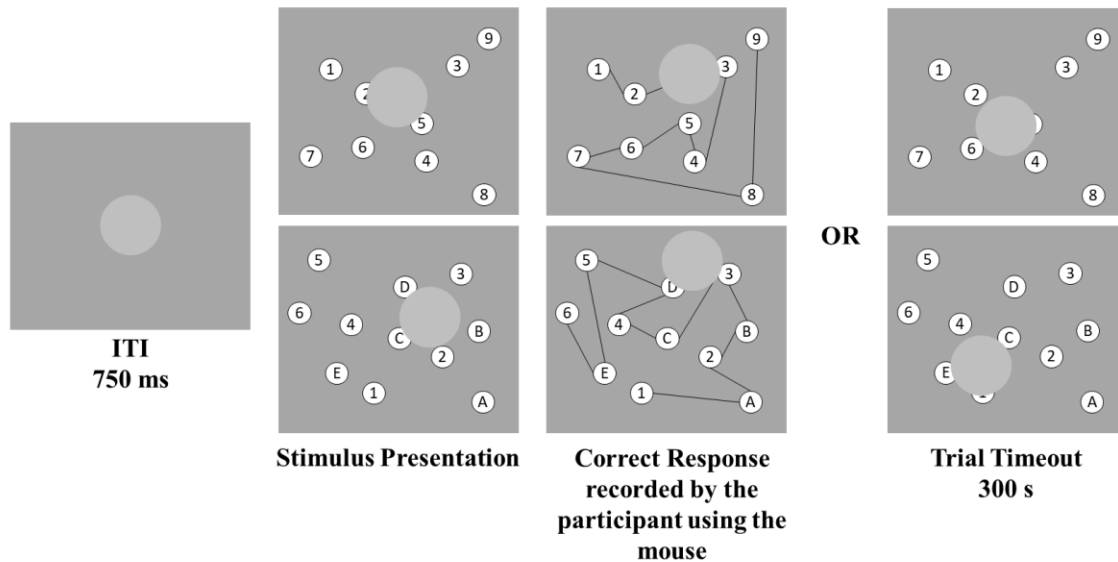 9
3
1
2
5
6
7
4
8
9
3
1
2
5
6
7
4
8
9
3
1
2
6
7
4
8
OR
5
3
D
6
4
B
C
2
E
1
A
5
3
D
6
4
B
C
2
E
1
A
5
3
D
6
4
B
C
2
E
A
ITI
750 ms
Stimulus Presentation
Correct Response
recorded by the
participant using the
mouse
Trial Timeout
300 s